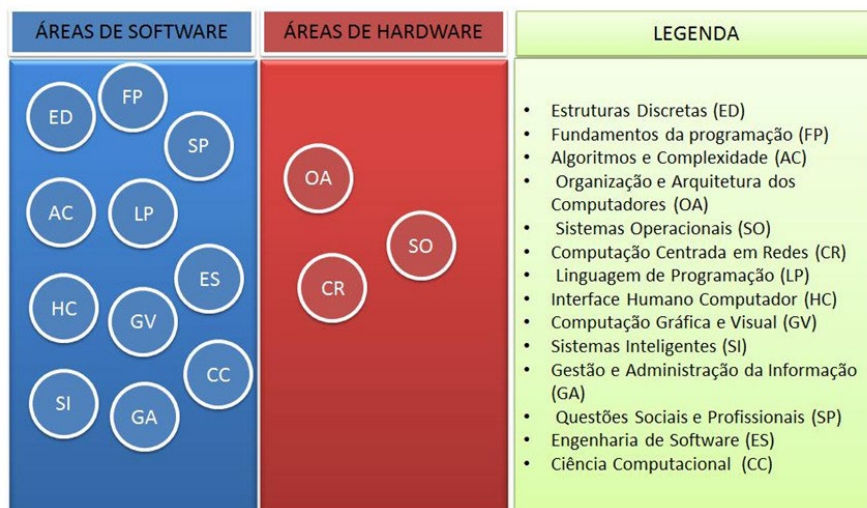 ÁREAS DE SOFTWARE
ÁREAS DE HARDWARE
LEGENDA
ED
FP
SP
AC
LP
HC
GV
ES
SI
GA
CC
OA
SO
CR
• Estruturas Discretas (ED)
• Fundamentos da programação (FP)
• Algoritmos e Complexidade (AC)
• Organização e Arquitetura dos
Computadores (OA)
• Sistemas Operacionais (SO)
• Computação Centrada em Redes (CR)
• Linguagem de Programação (LP)
• Interface Humano Computador (HC)
• Computação Gráfica e Visual (GV)
• Sistemas Inteligentes (SI)
• Gestão e Administração da Informação
(GA)
• Questões Sociais e Profissionais (SP)
• Engenharia de Software (ES)
• Ciência Computacional (CC)